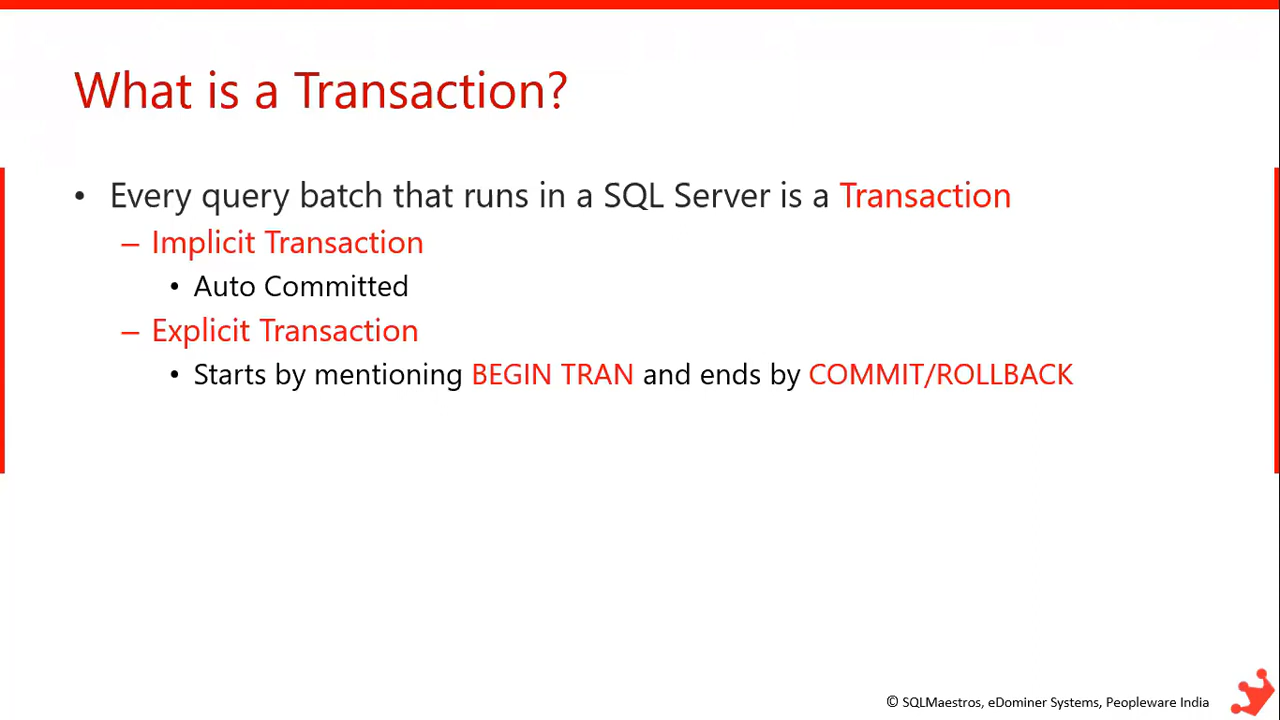 What is a Transaction?
• Every query batch that runs in a SQL Server is a Transaction
– Implicit Transaction
• Auto Committed
– Explicit Transaction
• Starts by mentioning BEGIN TRAN and ends by COMMIT/ROLLBACK
© SQLMaestros, eDominer Systems, Peopleware India